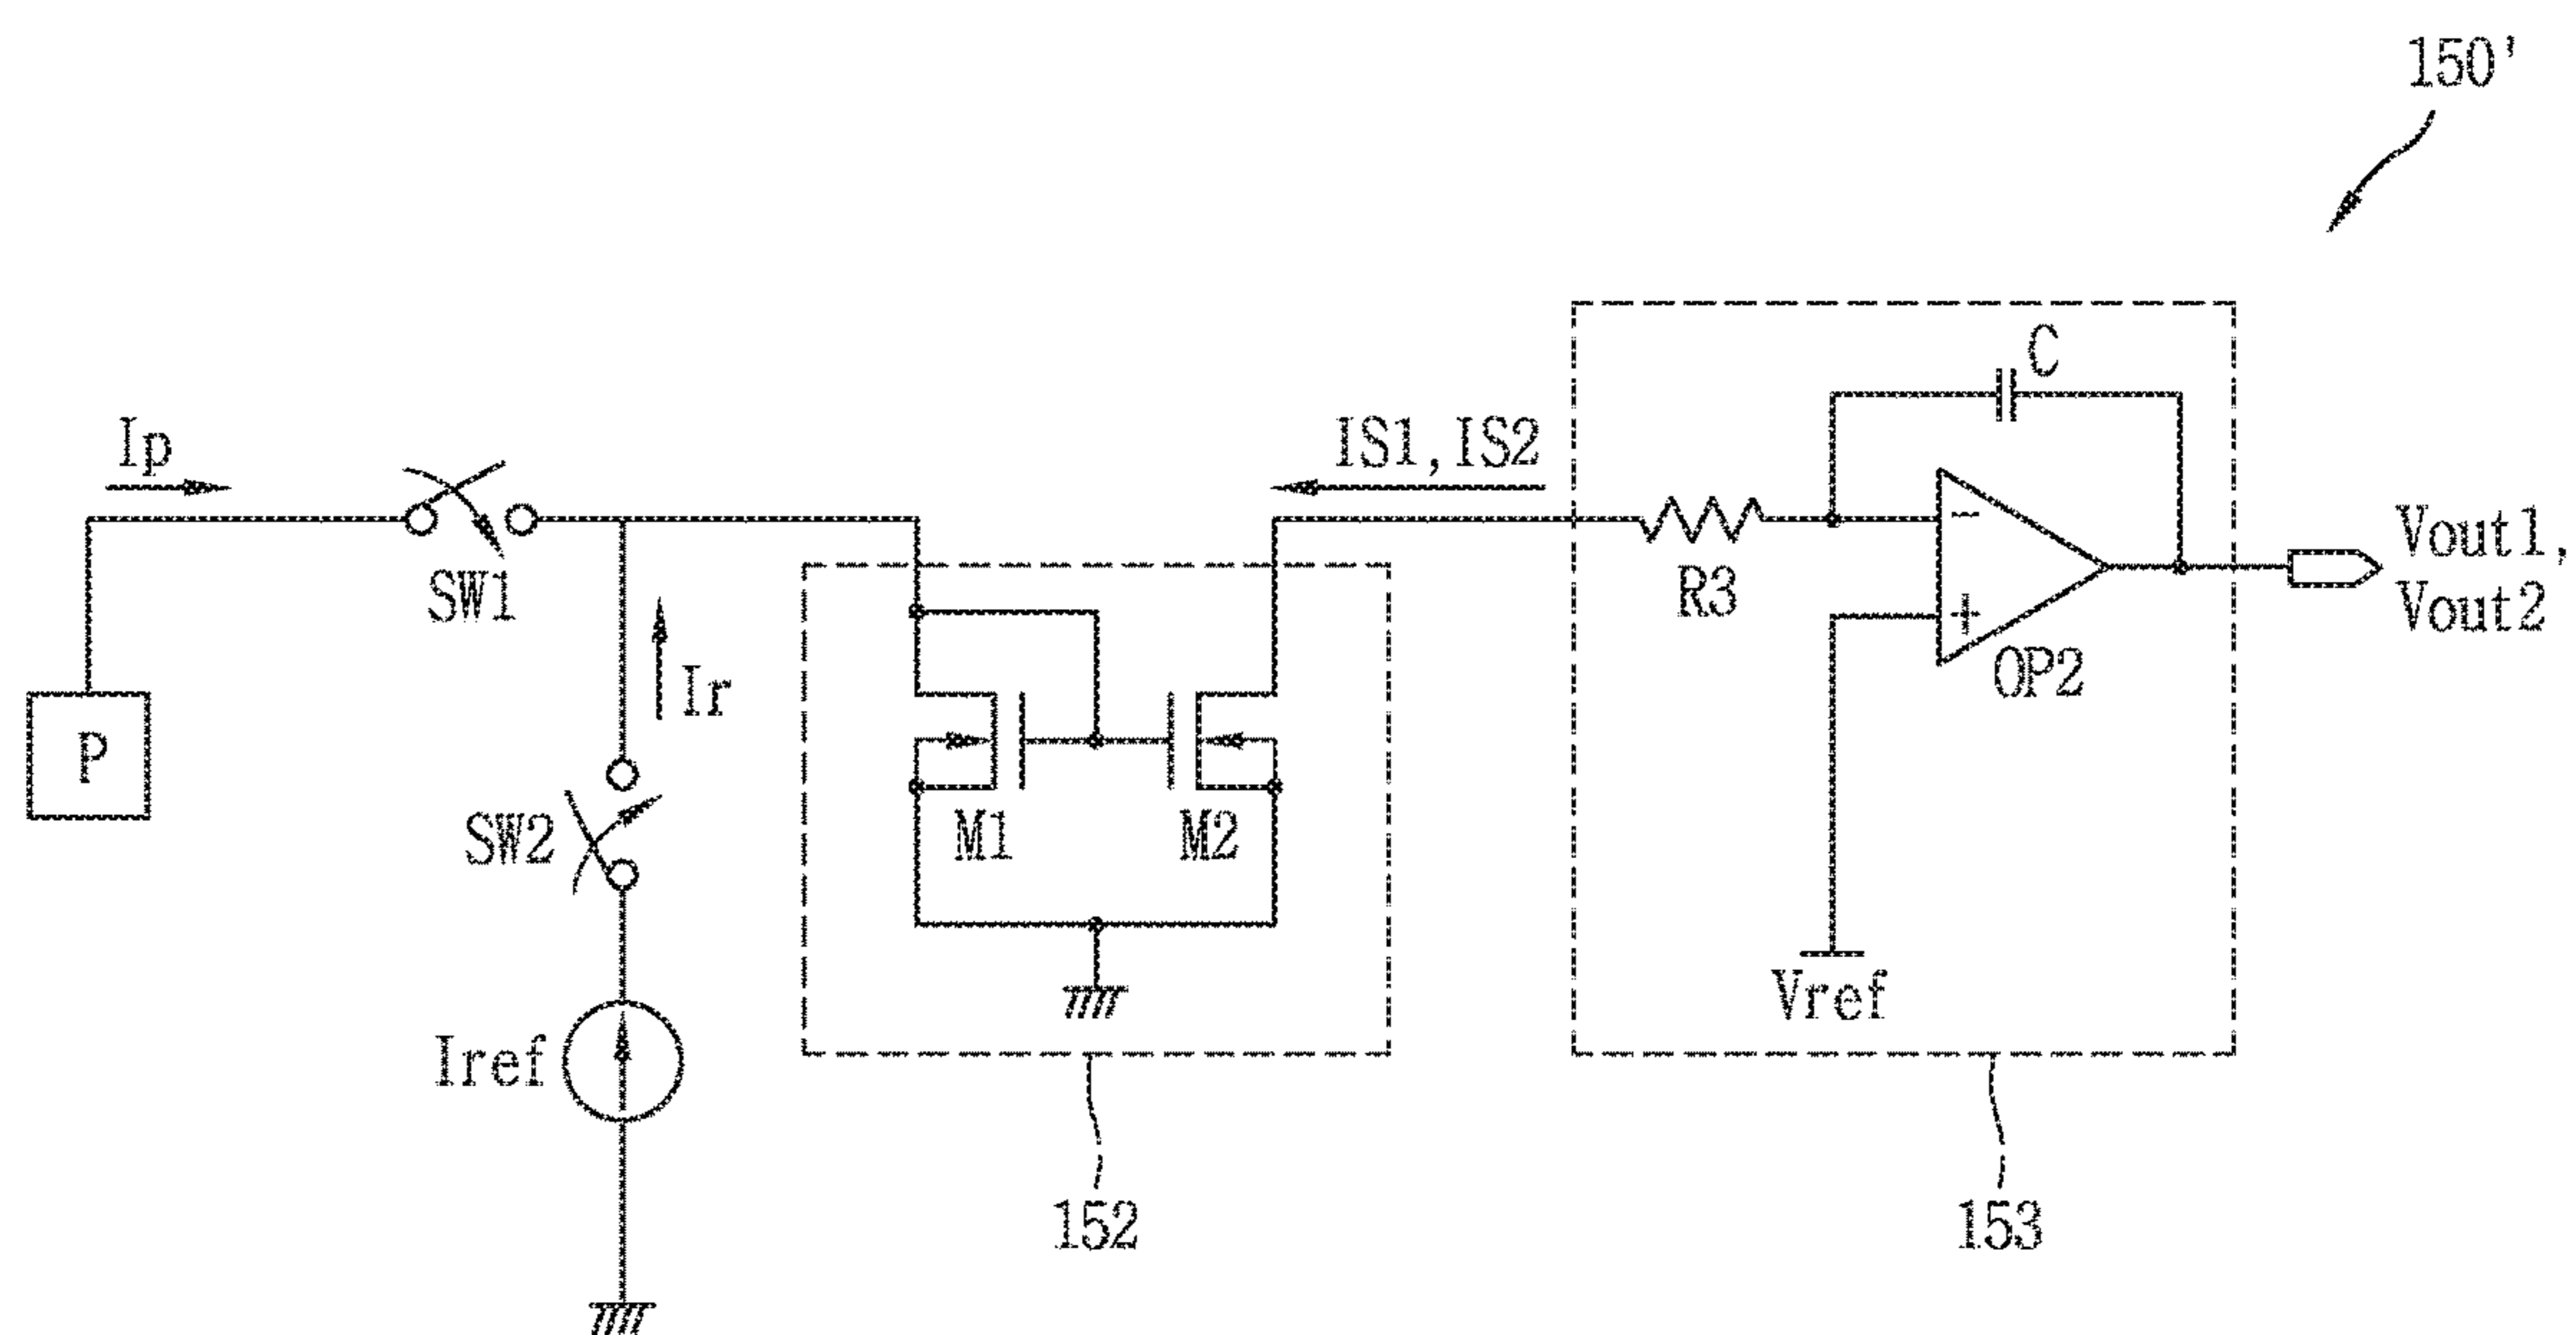 150'
C
Ip
IS1,IS2
SW1
R3
-
+
OP2
Vout1,
Vout2
P
Ir
SW2
M1
M2
Vref
Iref
152
153